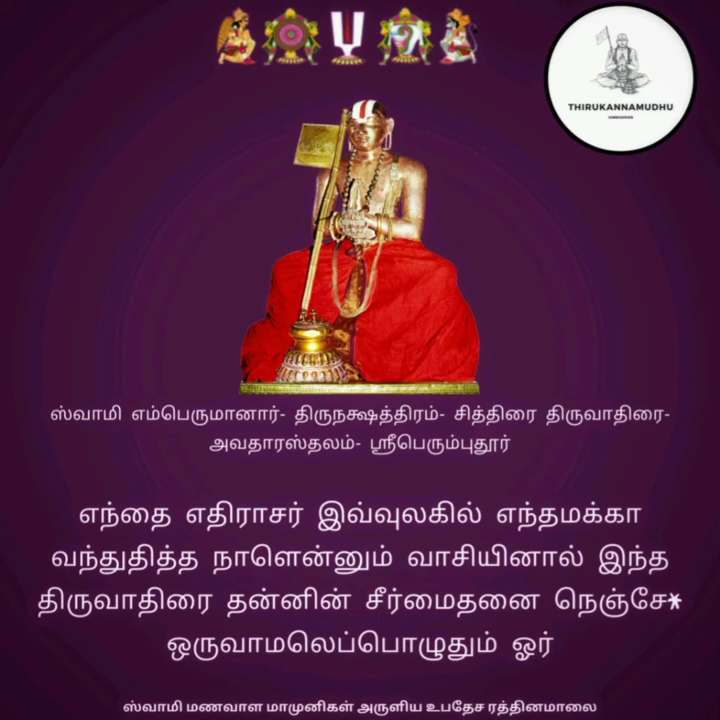 THIRUKANNAMUDHU
ஸ்வாமி எம்பெருமானார்- திருநக்ஷத்திரம்- சித்திரை திருவாதிரை-
அவதாரஸ்தலம்- ஸ்ரீபெரும்புதூர்
எந்தை எதிராசர் இவ்வுலகில் எந்தமக்கா
வந்துதித்த நாளென்னும் வாசியினால் இந்த
திருவாதிரை தன்னின் சீர்மைதனை நெஞ்சே*
ஒருவாமலெப்பொழுதும் ஓர்
ஸ்வாமி மணவாள மாமுனிகள் அருளிய உபதேச ரத்தினமாலை